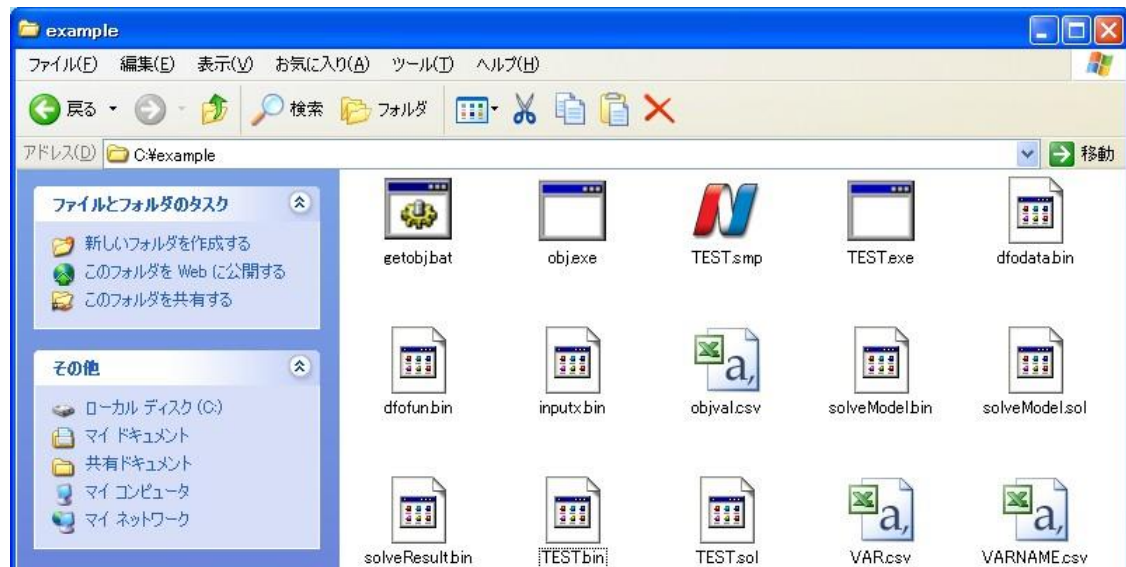 example
ファイル(F) 編集(E) 表示(V) お気に入り(A) ツール(T) ヘルプ(H)
戻る 検索 フォルダ
アドレス(D) C:¥example 移動
ファイルとフォルダのタスク
新しいフォルダを作成する
このフォルダを Web に公開する
このフォルダを共有する
その他
ローカル ディスク (C:)
マイ ドキュメント
共有ドキュメント
マイ コンピュータ
マイ ネットワーク
getobj.bat obj.exe TEST.smp TEST.exe dfodata.bin
dfofun.bin inputx.bin objval.csv solveModel.bin solveModel.sol
solveResult.bin TEST.bin TEST.sol VAR.csv VARNAME.csv